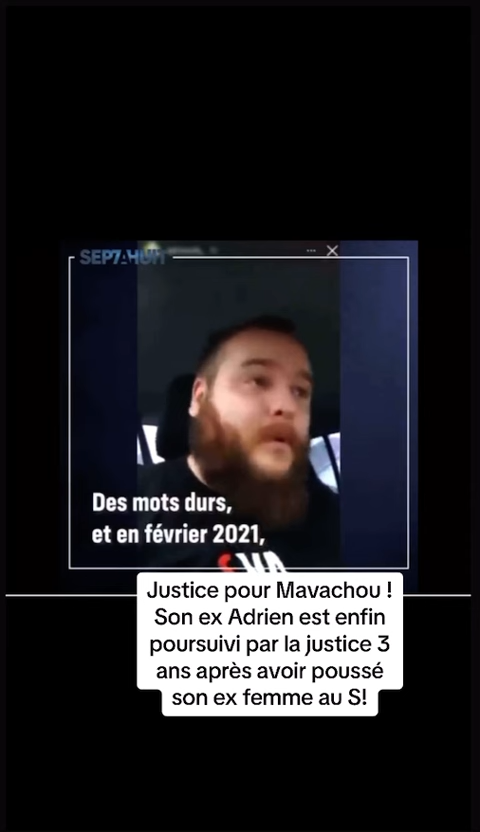 SEPT À HUIT
Des mots durs,
et en février 2021,
Justice pour Mavachou !
Son ex Adrien est enfin
poursuivi par la justice 3
ans après avoir poussé
son ex femme au S!